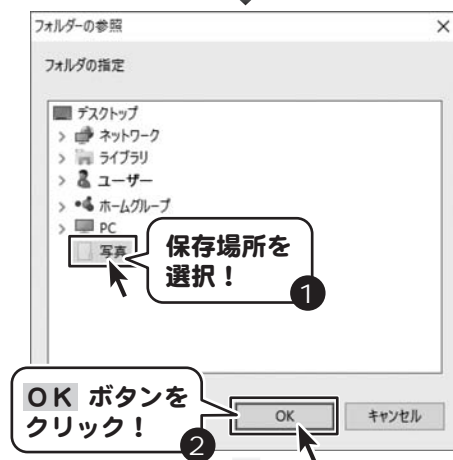 フォルダーの参照
フォルダの指定
デスクトップ
ネットワーク
ライブラリ
ユーザー
ホームグループ
PC
写真
保存場所を
選択！
1
OK ボタンを
クリック！
2
OK
キャンセル